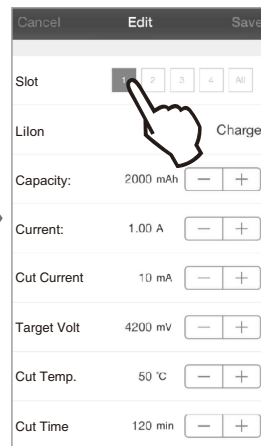 Cancel Edit Save
Slot 1 2 3 4 All
LiIon Charge
Capacity: 2000 mAh − +
Current: 1.00 A − +
Cut Current 10 mA − +
Target Volt 4200 mV − +
Cut Temp. 50 °C − +
Cut Time 120 min − +